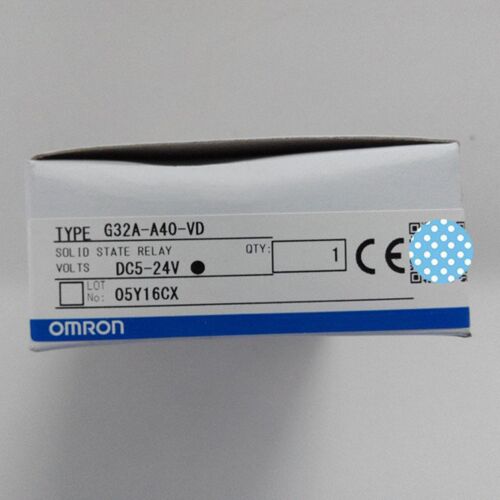 TYPE G32A-A40-VD
SOLID STATE RELAY QTY: 1
VOLTS DC5-24V
LOT No: 05Y16CX
CE
OMRON